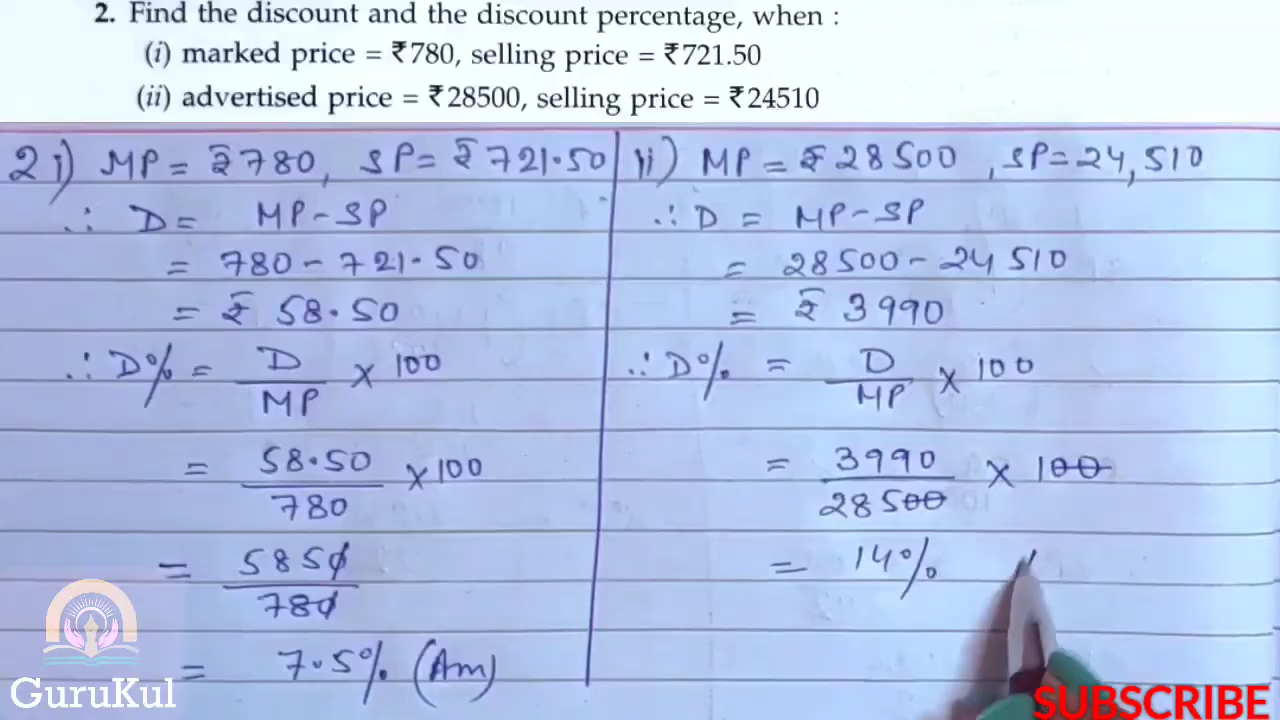 2. Find the discount and the discount percentage, when :
(i) marked price = ₹780, selling price = ₹721.50
(ii) advertised price = ₹28500, selling price = ₹24510
2 i) MP = ₹ 780, SP = ₹ 721.50
∴ D = MP - SP
= 780 - 721.50
= ₹ 58.50
∴ D% = D/MP × 100
= 58.50/780 × 100
= 5850/780
= 7.5% (Ans)
ii) MP = ₹ 28500, SP = 24,510
∴ D = MP - SP
= 28500 - 24510
= ₹ 3990
∴ D% = D/MP × 100
= 3990/28500 × 100
= 14%
GuruKul
SUBSCRIBE